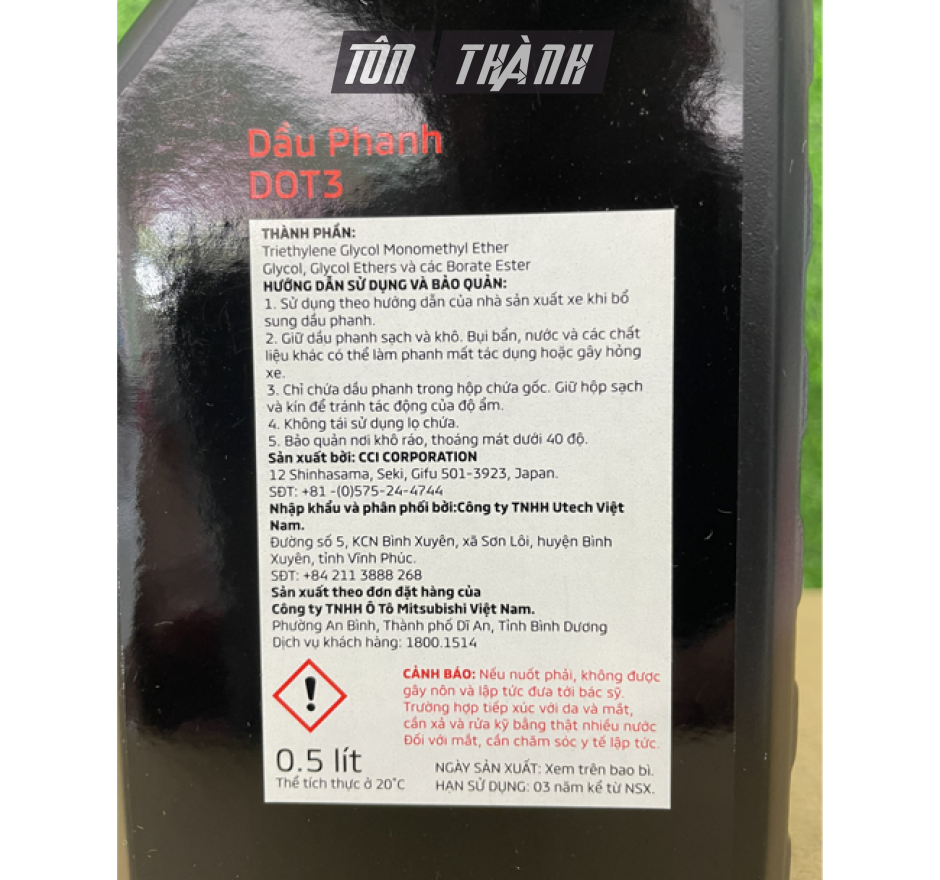 TÔN THÀNH
Dầu Phanh
DOT3
THÀNH PHẦN:
Triethylene Glycol Monomethyl Ether
Glycol, Glycol Ethers và các Borate Ester
HƯỚNG DẪN SỬ DỤNG VÀ BẢO QUẢN:
1. Sử dụng theo hướng dẫn của nhà sản xuất xe khi bổ
sung dầu phanh.
2. Giữ dầu phanh sạch và khô. Bụi bẩn, nước và các chất
liệu khác có thể làm phanh mất tác dụng hoặc gây hỏng
xe.
3. Chỉ chứa dầu phanh trong hộp chứa gốc. Giữ hộp sạch
và kín để tránh tác động của độ ẩm.
4. Không tái sử dụng lọ chứa.
5. Bảo quản nơi khô ráo, thoáng mát dưới 40 độ.
Sản xuất bởi: CCI CORPORATION
12 Shinhasama, Seki, Gifu 501-3923, Japan.
SĐT: +81 -(0)575-24-4744
Nhập khẩu và phân phối bởi:Công ty TNHH Utech Việt
Nam.
Đường số 5, KCN Bình Xuyên, xã Sơn Lôi, huyện Bình
Xuyên, tỉnh Vĩnh Phúc.
SĐT: +84 211 3888 268
Sản xuất theo đơn đặt hàng của
Công ty TNHH Ô Tô Mitsubishi Việt Nam.
Phường An Bình, Thành phố Dĩ An, Tỉnh Bình Dương
Dịch vụ khách hàng: 1800.1514
CẢNH BÁO: Nếu nuốt phải, không được
gây nôn và lập tức đưa tới bác sỹ.
Trường hợp tiếp xúc với da và mắt,
cần xả và rửa kỹ bằng thật nhiều nước
Đối với mắt, cần chăm sóc y tế lập tức.
0.5 lít
Thể tích thực ở 20°C
NGÀY SẢN XUẤT: Xem trên bao bì.
HẠN SỬ DỤNG: 03 năm kể từ NSX.